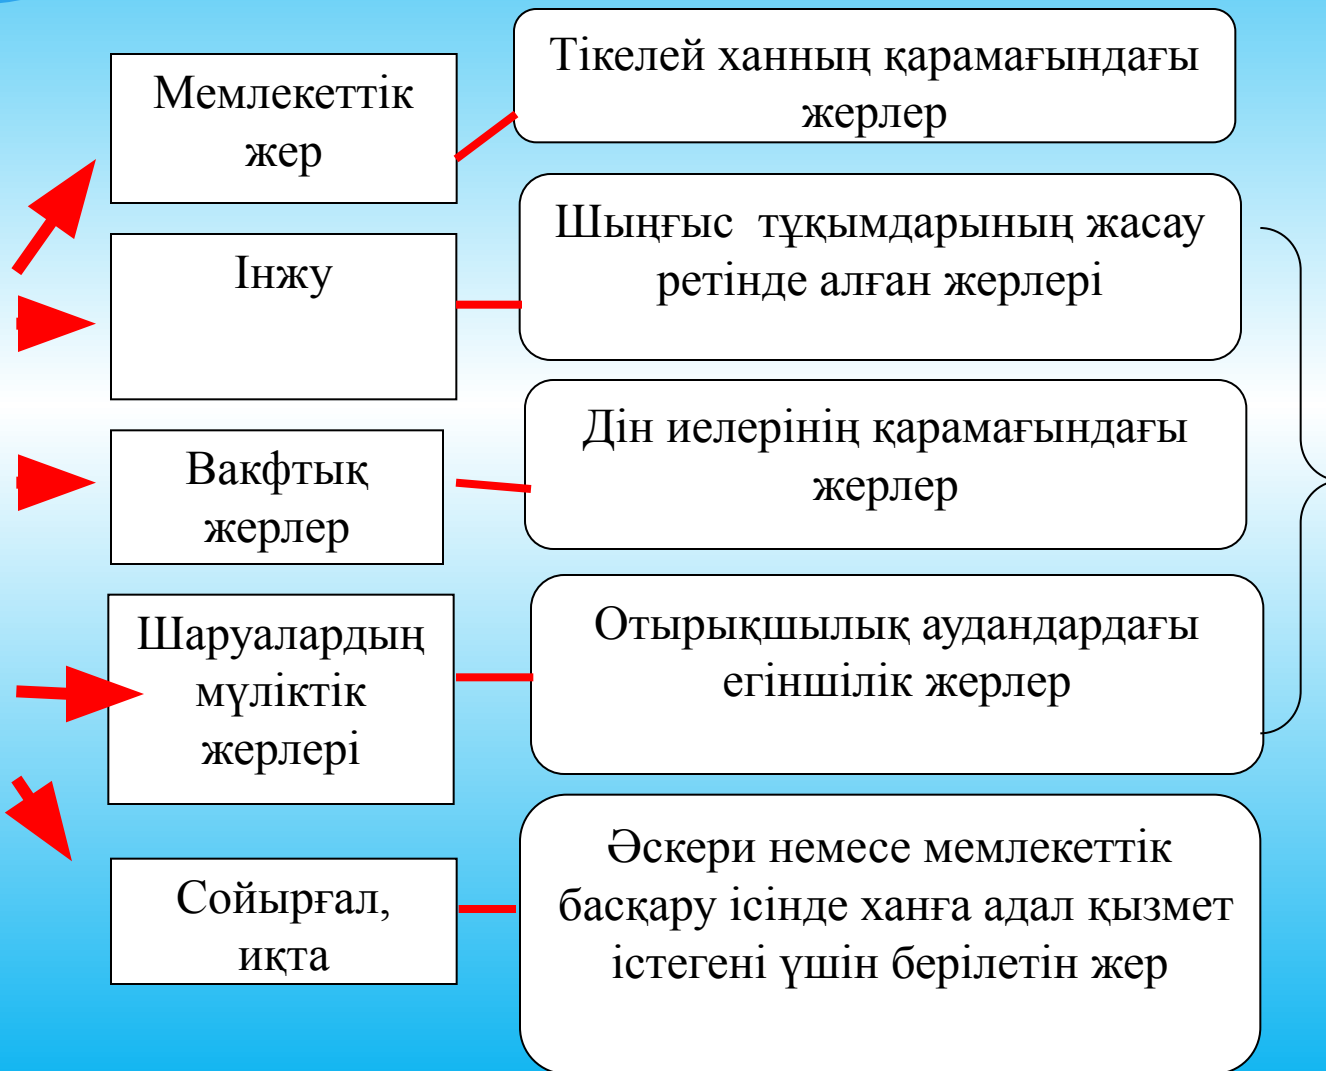 Мемлекеттік
жер
Тікелей ханның қарамағындағы
жерлер
Інжу
Шыңғыс  тұқымдарының жасау
ретінде алған жерлері
Вакфтық
жерлер
Дін иелерінің қарамағындағы
жерлер
Шаруалардың
мүліктік
жерлері
Отырықшылық аудандардағы
егіншілік жерлер
Сойырғал,
иқта
Әскери немесе мемлекеттік
басқару ісінде ханға адал қызмет
істегені үшін берілетін жер